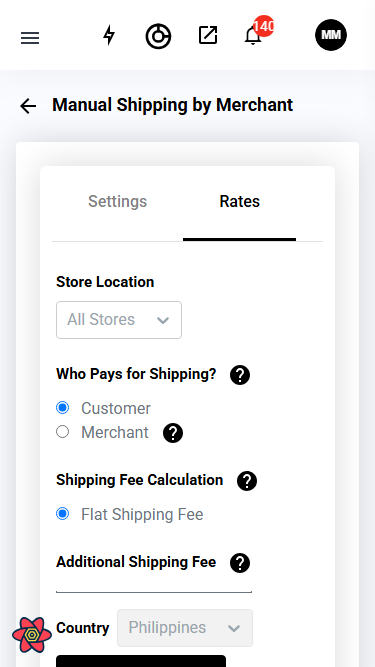 140
MM
Manual Shipping by Merchant
Settings Rates
Store Location
All Stores
Who Pays for Shipping? ?
Customer
Merchant ?
Shipping Fee Calculation ?
Flat Shipping Fee
Additional Shipping Fee ?
Country Philippines